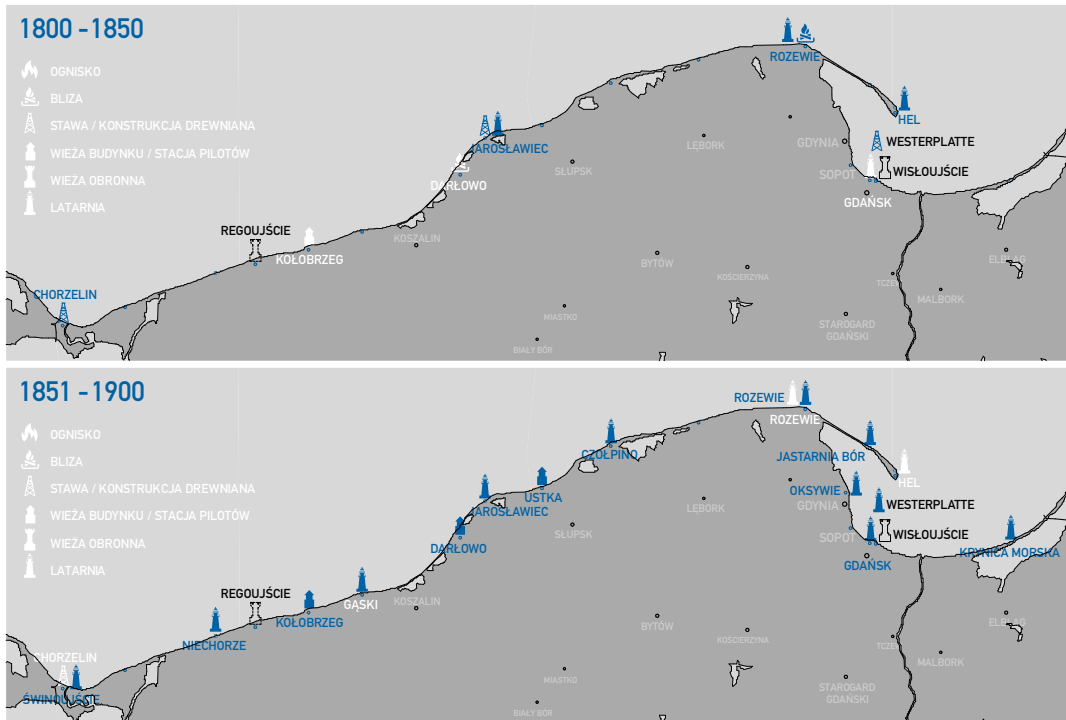 1800 - 1850
OGNISKO
BLIZA
STAWA / KONSTRUKCJA DREWNIANA
WIEŻA BUDYNKU / STACJA PILOTÓW
WIEŻA OBRONNA
LATARNIA
ROZEWIE
HEL
JAROSŁAWIEC
LĘBORK
GDYNIA
WESTERPLATTE
DARŁOWO
SŁUPSK
SOPOT
WISŁOUJŚCIE
GDAŃSK
REGOUJŚCIE
KOSZALIN
KOŁOBRZEG
BYTÓW
KOŚCIERZYNA
ELBLĄG
TCZEW
MALBORK
CHORZELIN
MIASTKO
STAROGARD
GDAŃSKI
BIAŁY BÓR
1851 - 1900
OGNISKO
BLIZA
STAWA / KONSTRUKCJA DREWNIANA
WIEŻA BUDYNKU / STACJA PILOTÓW
WIEŻA OBRONNA
LATARNIA
ROZEWIE
ROZEWIE
CZOŁPINO
JASTARNIA BÓR
HEL
USTKA
OKSYWIE
JAROSŁAWIEC
LĘBORK
GDYNIA
WESTERPLATTE
SŁUPSK
SOPOT
WISŁOUJŚCIE
DARŁOWO
KRYNICA MORSKA
GDAŃSK
REGOUJŚCIE
GĄSKI
KOSZALIN
KOŁOBRZEG
BYTÓW
KOŚCIERZYNA
ELBLĄG
NIECHORZE
TCZEW
MALBORK
CHORZELIN
MIASTKO
STAROGARD
GDAŃSKI
ŚWINOUJŚCIE
BIAŁY BÓR